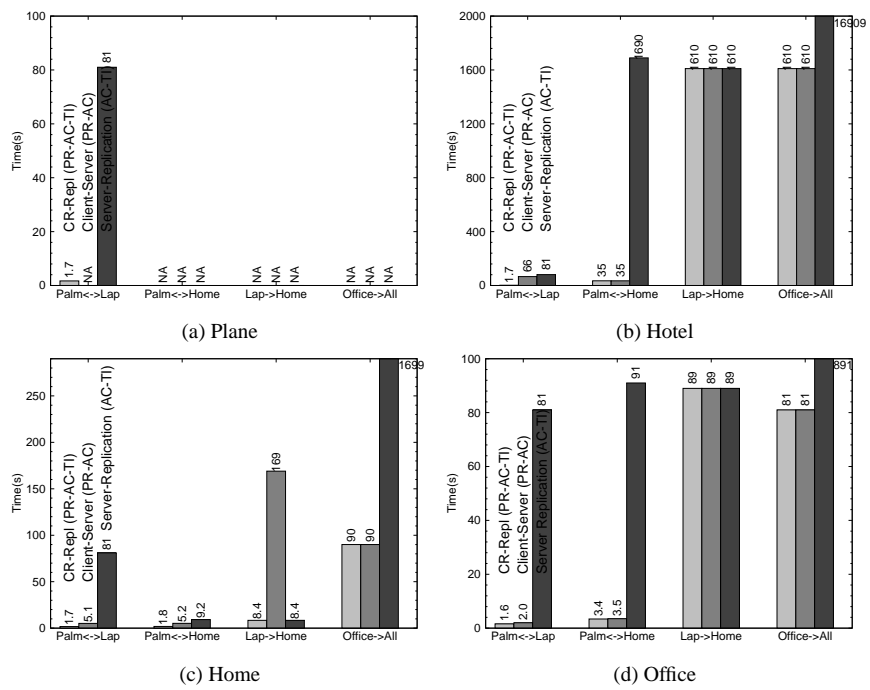 100
80
60
40
20
0
Time(s)
CR-Repl (PR-AC-TI)
Client-Server (PR-AC)
Server-Replication (AC-TI)
1.7
NA
81
NA
NA
NA
NA
NA
NA
NA
NA
NA
Palm<->Lap
Palm<->Home
Lap->Home
Office->All
(a) Plane
2000
1600
1200
800
400
0
Time(s)
CR-Repl (PR-AC-TI)
Client-Server (PR-AC)
Server-Replication (AC-TI)
1.7
66
81
35
35
1690
1610
1610
1610
1610
1610
16909
Palm<->Lap
Palm<->Home
Lap->Home
Office->All
(b) Hotel
250
200
150
100
50
0
Time(s)
CR-Repl (PR-AC-TI)
Client-Server (PR-AC)
Server-Replication (AC-TI)
1.7
5.1
81
1.8
5.2
9.2
8.4
169
8.4
90
90
1699
Palm<->Lap
Palm<->Home
Lap->Home
Office->All
(c) Home
100
80
60
40
20
0
Time(s)
CR-Repl (PR-AC-TI)
Client-Server (PR-AC)
Server Replication (AC-TI)
1.6
2.0
81
3.4
3.5
91
89
89
89
81
81
891
Palm<->Lap
Palm<->Home
Lap->Home
Office->All
(d) Office